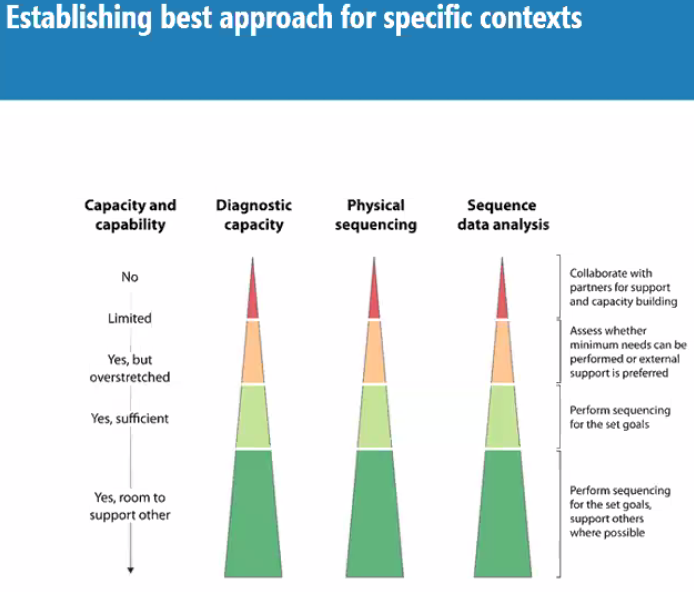 Establishing best approach for specific contexts
Capacity and
capability
Diagnostic
capacity
Physical
sequencing
Sequence
data analysis
No
Limited
Yes, but
overstretched
Yes, sufficient
Yes, room to
support other
Collaborate with
partners for support
and capacity building
Assess whether
minimum needs can be
performed or external
support is preferred
Perform sequencing
for the set goals
Perform sequencing
for the set goals,
support others
where possible